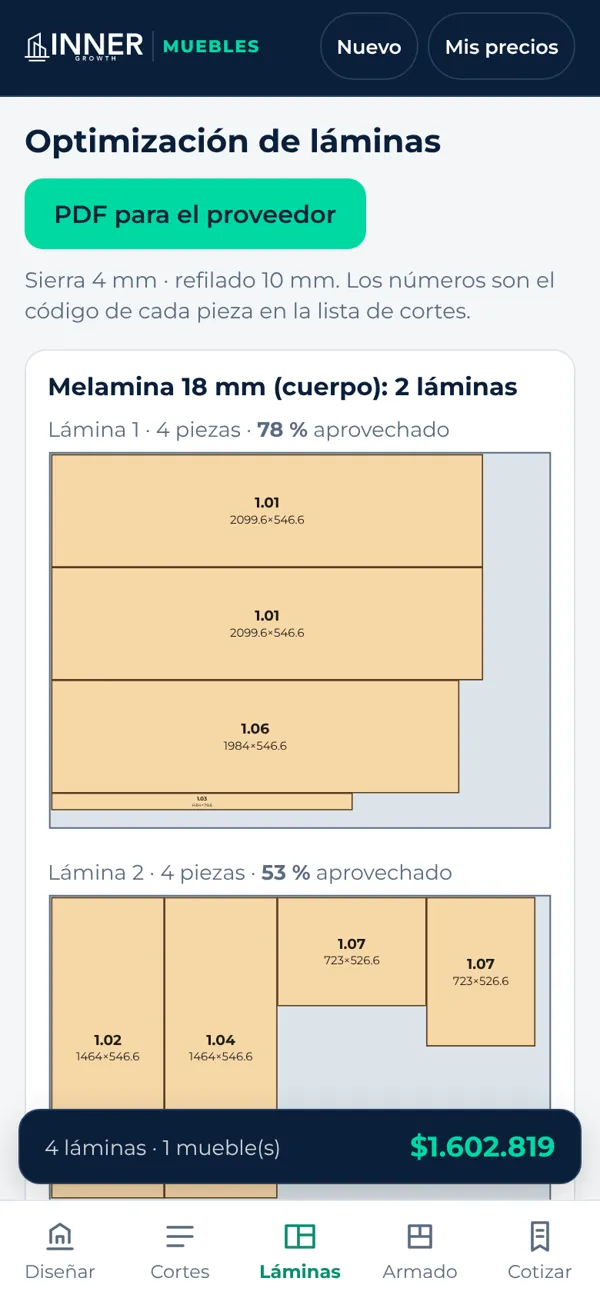 INNER
GROWTH
MUEBLES
Nuevo
Mis precios
Optimización de láminas
PDF para el proveedor
Sierra 4 mm · refilado 10 mm. Los números son el
código de cada pieza en la lista de cortes.
Melamina 18 mm (cuerpo): 2 láminas
Lámina 1 · 4 piezas · 78 % aprovechado
1.01
2099.6×546.6
1.01
2099.6×546.6
1.06
1984×546.6
1.03
Lámina 2 · 4 piezas · 53 % aprovechado
1.02
1464×546.6
1.04
1464×546.6
1.07
723×526.6
1.07
723×526.6
4 láminas · 1 mueble(s)
$1.602.819
Diseñar
Cortes
Láminas
Armado
Cotizar